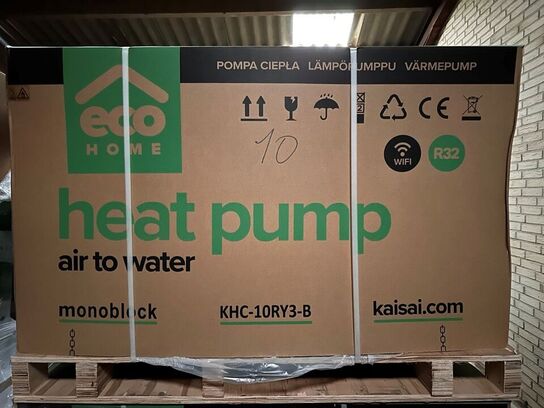 POMPA CIEPŁA LÄMPÖPUMPPU VÄRMEPUMP
eco
HOME
10
CE
WIFI
R32
heat pump
air to water
monoblock KHC-10RY3-B kaisai.com